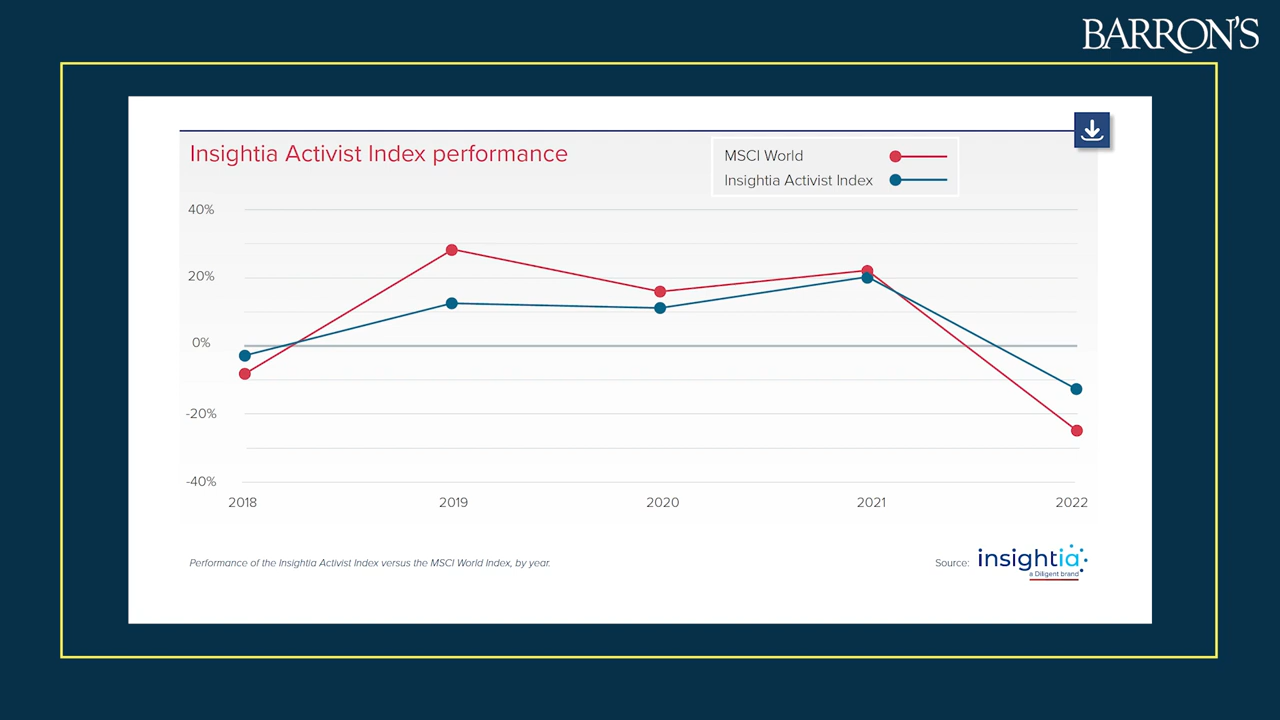 BARRON'S
Insightia Activist Index performance
MSCI World
Insightia Activist Index
40%
20%
0%
-20%
-40%
2018 2019 2020 2021 2022
Performance of the Insightia Activist Index versus the MSCI World Index, by year.
Source: insightia
a Diligent brand